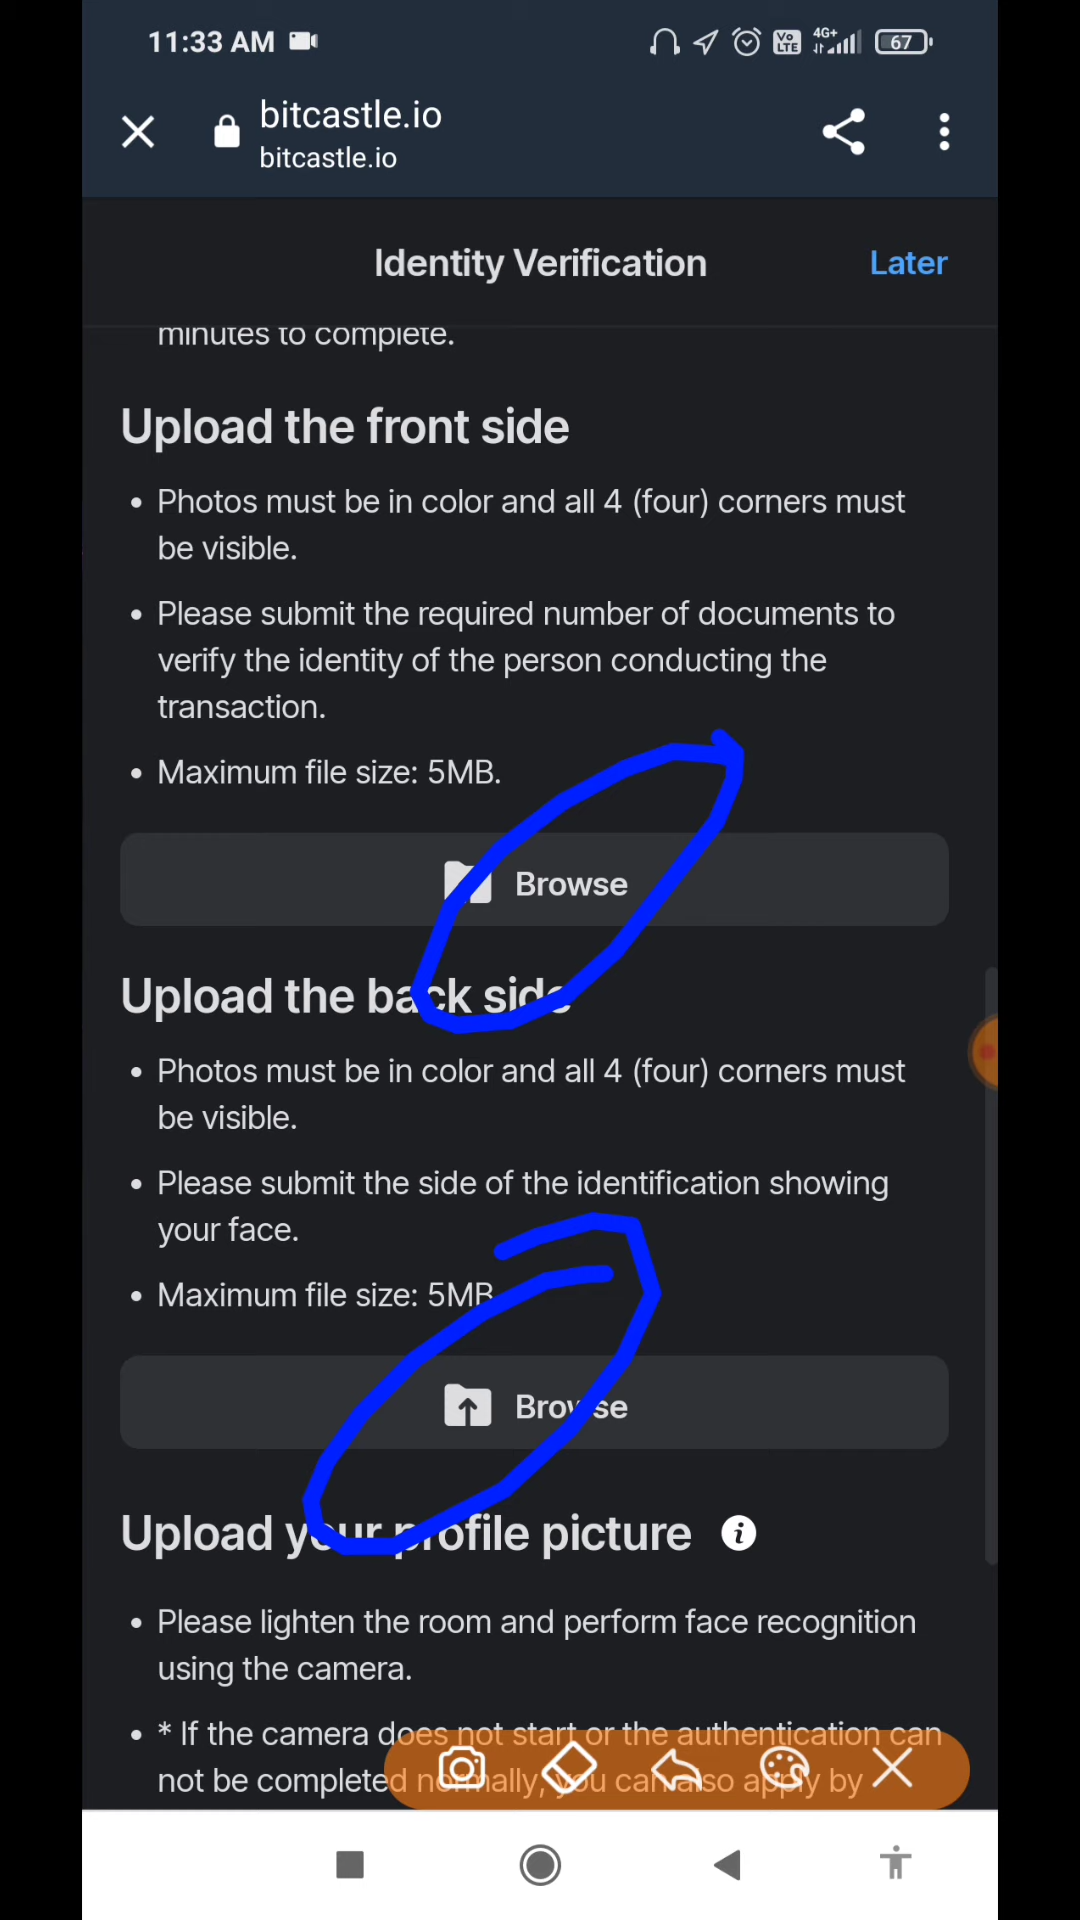 11:33 AM
Vo LTE 4G+ 67
bitcastle.io
bitcastle.io
Identity Verification Later
minutes to complete.
Upload the front side
• Photos must be in color and all 4 (four) corners must
be visible.
• Please submit the required number of documents to
verify the identity of the person conducting the
transaction.
• Maximum file size: 5MB.
Browse
Upload the back side
• Photos must be in color and all 4 (four) corners must
be visible.
• Please submit the side of the identification showing
your face.
• Maximum file size: 5MB
Browse
Upload your profile picture
• Please lighten the room and perform face recognition
using the camera.
• * If the camera does not start or the authentication can
not be completed normally, you can also apply by